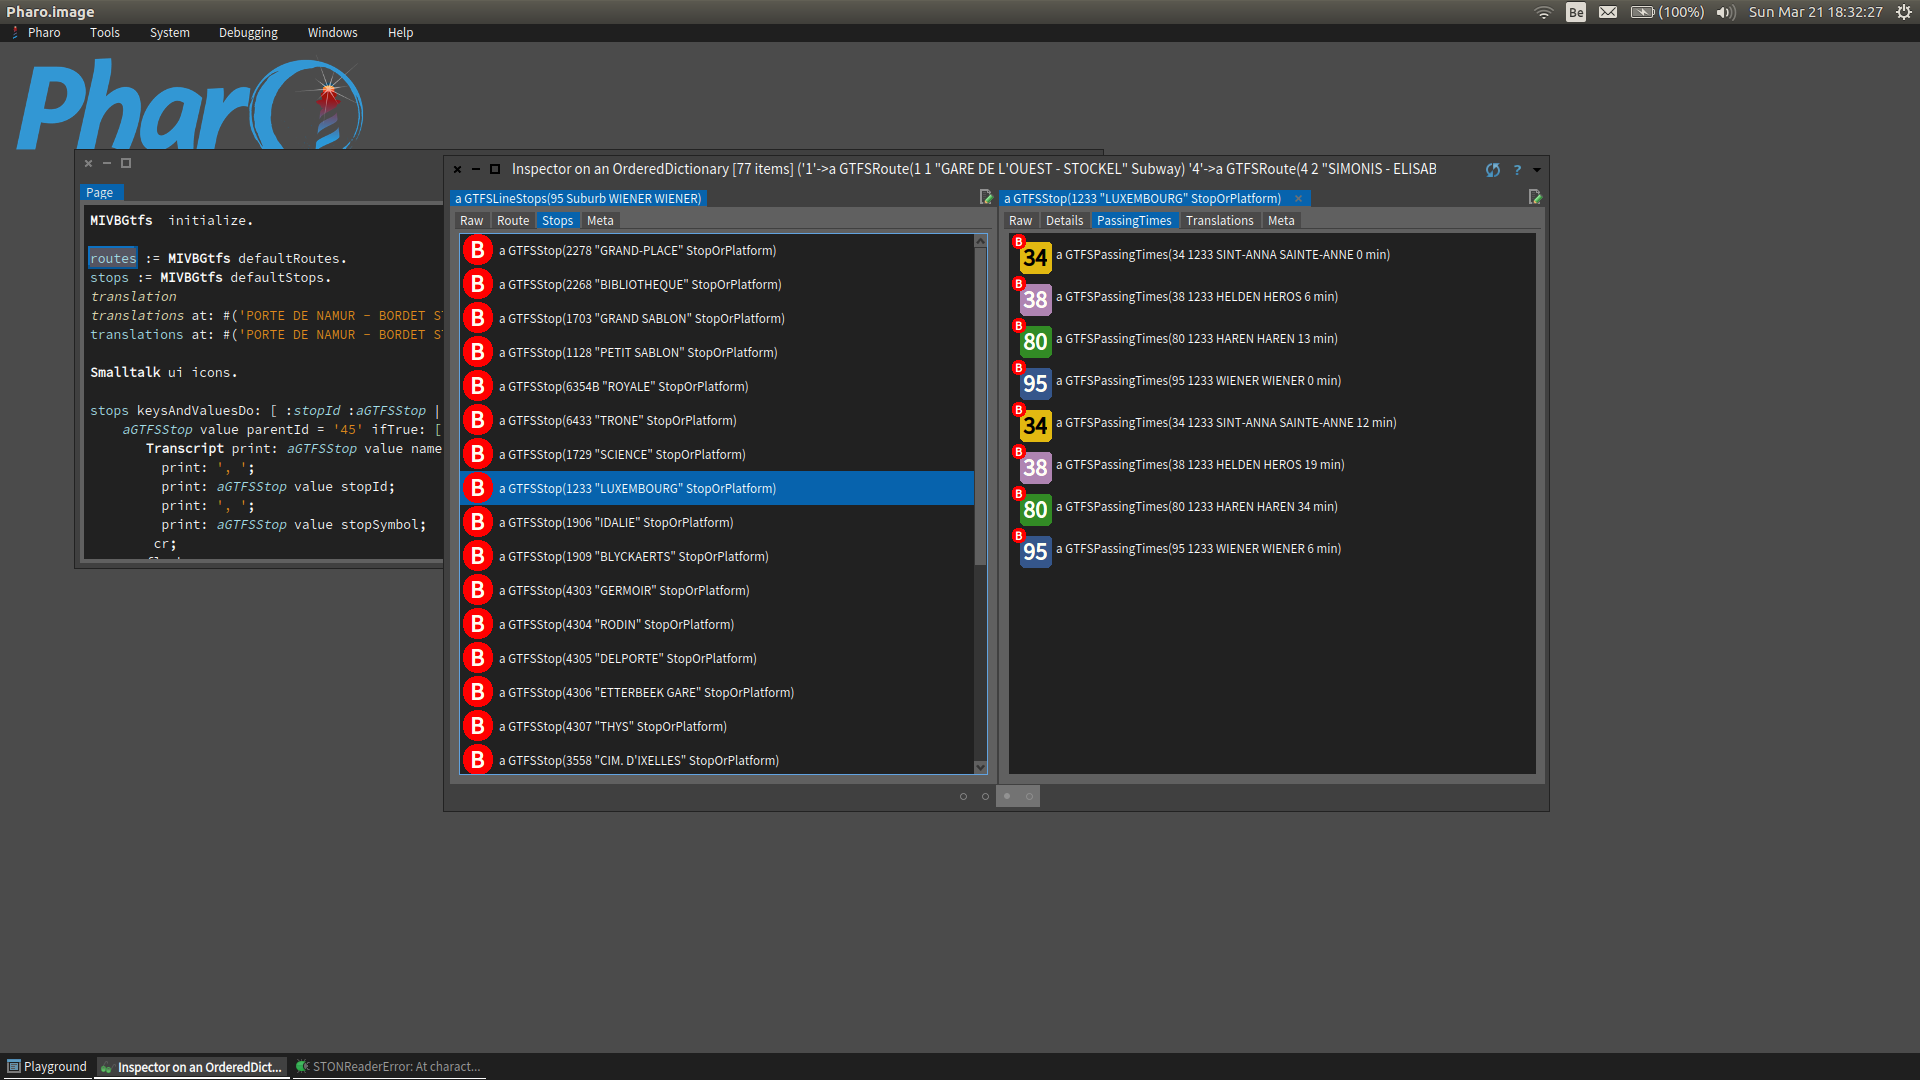 Pharo.image
Be
(100%)
Sun Mar 21 18:32:27
Pharo Tools System Debugging Windows Help
Pharo
Page
MIVBGtfs initialize.
routes := MIVBGtfs defaultRoutes.
stops := MIVBGtfs defaultStops.
translation
translations at: #('PORTE DE NAMUR - BORDET S
translations at: #('PORTE DE NAMUR - BORDET S
Smalltalk ui icons.
stops keysAndValuesDo: [ :stopId :aGTFSStop |
aGTFSStop value parentId = '45' ifTrue: [
Transcript print: aGTFSStop value name
print: ', ';
print: aGTFSStop value stopId;
print: ', ';
print: aGTFSStop value stopSymbol;
cr;
Inspector on an OrderedDictionary [77 items] ('1'->a GTFSRoute(1 1 "GARE DE L'OUEST - STOCKEL" Subway) '4'->a GTFSRoute(4 2 "SIMONIS - ELISAB
?
a GTFSLineStops(95 Suburb WIENER WIENER)
Raw Route Stops Meta
B a GTFSStop(2278 "GRAND-PLACE" StopOrPlatform)
B a GTFSStop(2268 "BIBLIOTHEQUE" StopOrPlatform)
B a GTFSStop(1703 "GRAND SABLON" StopOrPlatform)
B a GTFSStop(1128 "PETIT SABLON" StopOrPlatform)
B a GTFSStop(6354B "ROYALE" StopOrPlatform)
B a GTFSStop(6433 "TRONE" StopOrPlatform)
B a GTFSStop(1729 "SCIENCE" StopOrPlatform)
B a GTFSStop(1233 "LUXEMBOURG" StopOrPlatform)
B a GTFSStop(1906 "IDALIE" StopOrPlatform)
B a GTFSStop(1909 "BLYCKAERTS" StopOrPlatform)
B a GTFSStop(4303 "GERMOIR" StopOrPlatform)
B a GTFSStop(4304 "RODIN" StopOrPlatform)
B a GTFSStop(4305 "DELPORTE" StopOrPlatform)
B a GTFSStop(4306 "ETTERBEEK GARE" StopOrPlatform)
B a GTFSStop(4307 "THYS" StopOrPlatform)
B a GTFSStop(3558 "CIM. D'IXELLES" StopOrPlatform)
a GTFSStop(1233 "LUXEMBOURG" StopOrPlatform)
Raw Details PassingTimes Translations Meta
B 34 a GTFSPassingTimes(34 1233 SINT-ANNA SAINTE-ANNE 0 min)
B 38 a GTFSPassingTimes(38 1233 HELDEN HEROS 6 min)
B 80 a GTFSPassingTimes(80 1233 HAREN HAREN 13 min)
B 95 a GTFSPassingTimes(95 1233 WIENER WIENER 0 min)
B 34 a GTFSPassingTimes(34 1233 SINT-ANNA SAINTE-ANNE 12 min)
B 38 a GTFSPassingTimes(38 1233 HELDEN HEROS 19 min)
B 80 a GTFSPassingTimes(80 1233 HAREN HAREN 34 min)
B 95 a GTFSPassingTimes(95 1233 WIENER WIENER 6 min)
Playground
Inspector on an OrderedDict...
STONReaderError: At charact...